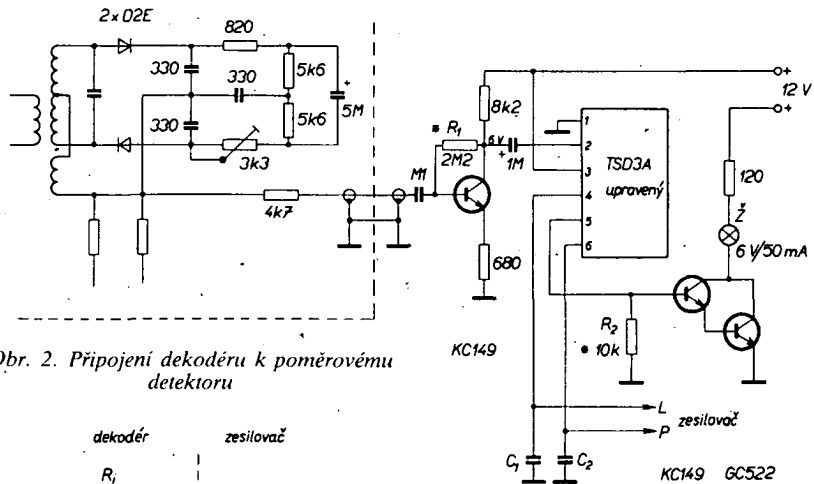 2 x D2E
820
330
330
330
5k6
5k6
5M
+
3k3
4k7
M1
R₁
2M2
8k2
6 V
+
1M
680
KC149
1
2
3
4
5
6
TSD3A
upravený
+
12 V
+
120
Ž
6 V/50 mA
R₂
10k
L
P
zesilovač
C₁
C₂
KC149 GC522
Obr. 2. Připojení dekodéru k poměrovému
detektoru
dekodér zesilovač
Rᵢ